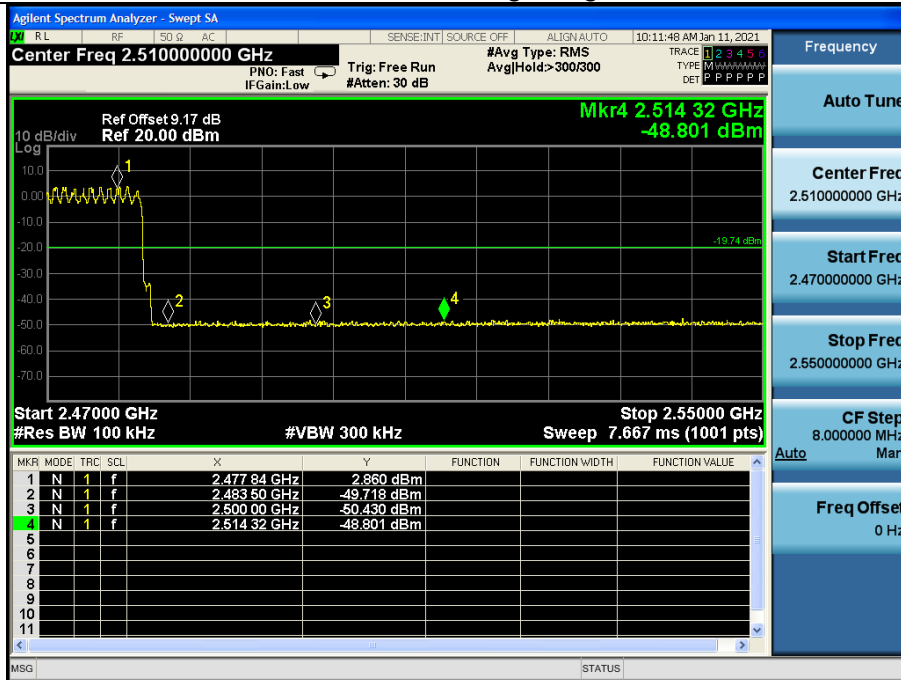 Agilent Spectrum Analyzer - Swept SA
LXI RL RF 50 Ω AC SENSE:INT SOURCE OFF ALIGN AUTO 10:11:48 AM Jan 11, 2021
Center Freq 2.510000000 GHz
PNO: Fast
IFGain:Low
Trig: Free Run
#Atten: 30 dB
#Avg Type: RMS
Avg|Hold:>300/300
TRACE 1 2 3 4 5 6
TYPE M WWWWW
DET P P P P P P
Mkr4 2.514 32 GHz
-48.801 dBm
Ref Offset 9.17 dB
10 dB/div Ref 20.00 dBm
Log
10.0
0.00
-10.0
-20.0
-30.0
-40.0
-50.0
-60.0
-70.0
1
2
3
4
-19.74 dBm
Start 2.47000 GHz Stop 2.55000 GHz
#Res BW 100 kHz #VBW 300 kHz Sweep 7.667 ms (1001 pts)
MKR MODE TRC SCL X Y FUNCTION FUNCTION WIDTH FUNCTION VALUE
1 N 1 f 2.477 84 GHz 2.860 dBm
2 N 1 f 2.483 50 GHz -49.718 dBm
3 N 1 f 2.500 00 GHz -50.430 dBm
4 N 1 f 2.514 32 GHz -48.801 dBm
5
6
7
8
9
10
11
MSG STATUS
Frequency
Auto Tune
Center Freq
2.510000000 GHz
Start Freq
2.470000000 GHz
Stop Freq
2.550000000 GHz
CF Step
8.000000 MHz
Auto Man
Freq Offset
0 Hz